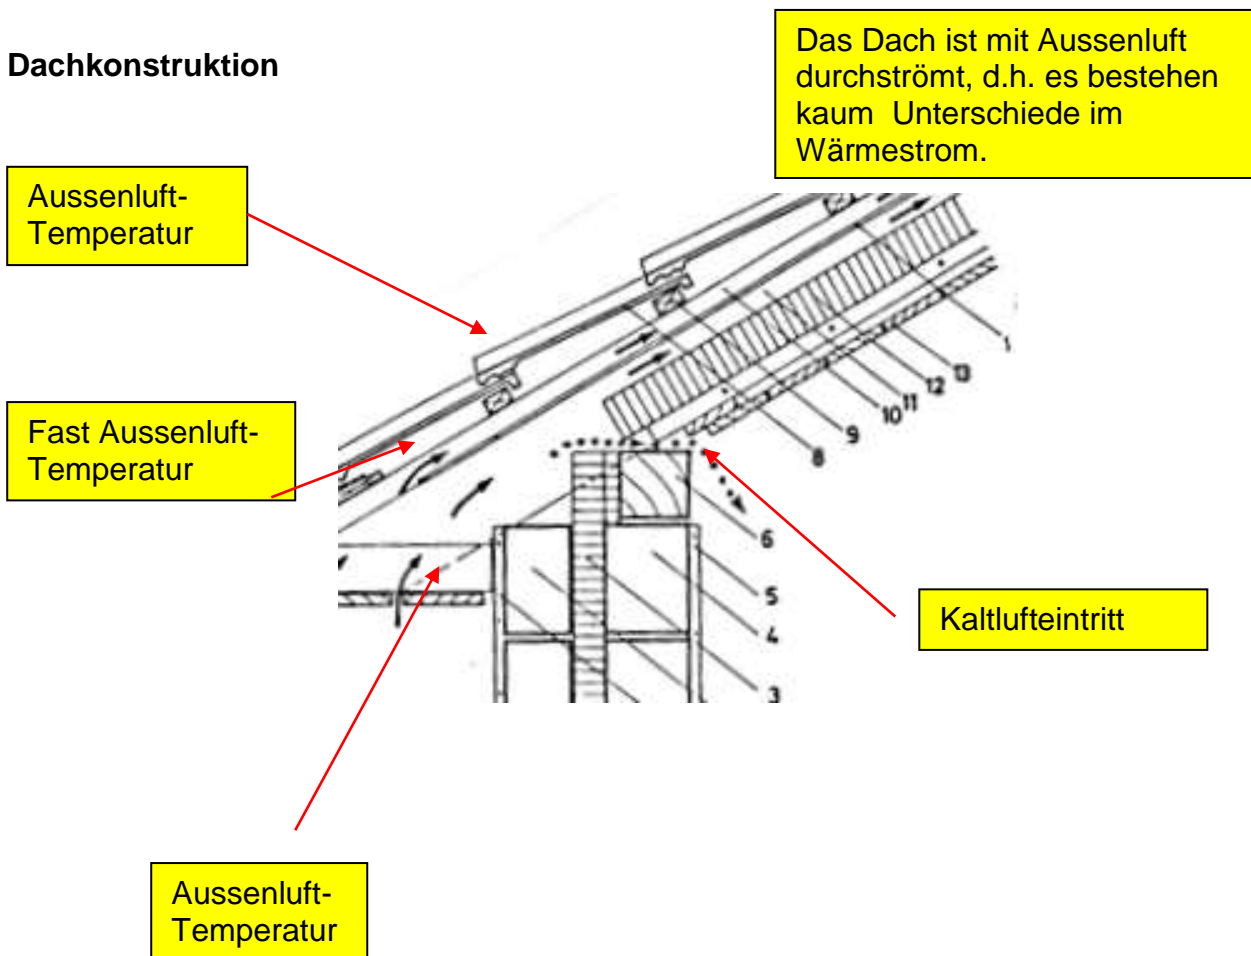 Dachkonstruktion
Das Dach ist mit Aussenluft
durchströmt, d.h. es bestehen
kaum Unterschiede im
Wärmestrom.
Aussenluft-
Temperatur
Fast Aussenluft-
Temperatur
1
13
12
11
10
9
8
6
5
4
3
Kaltlufteintritt
Aussenluft-
Temperatur